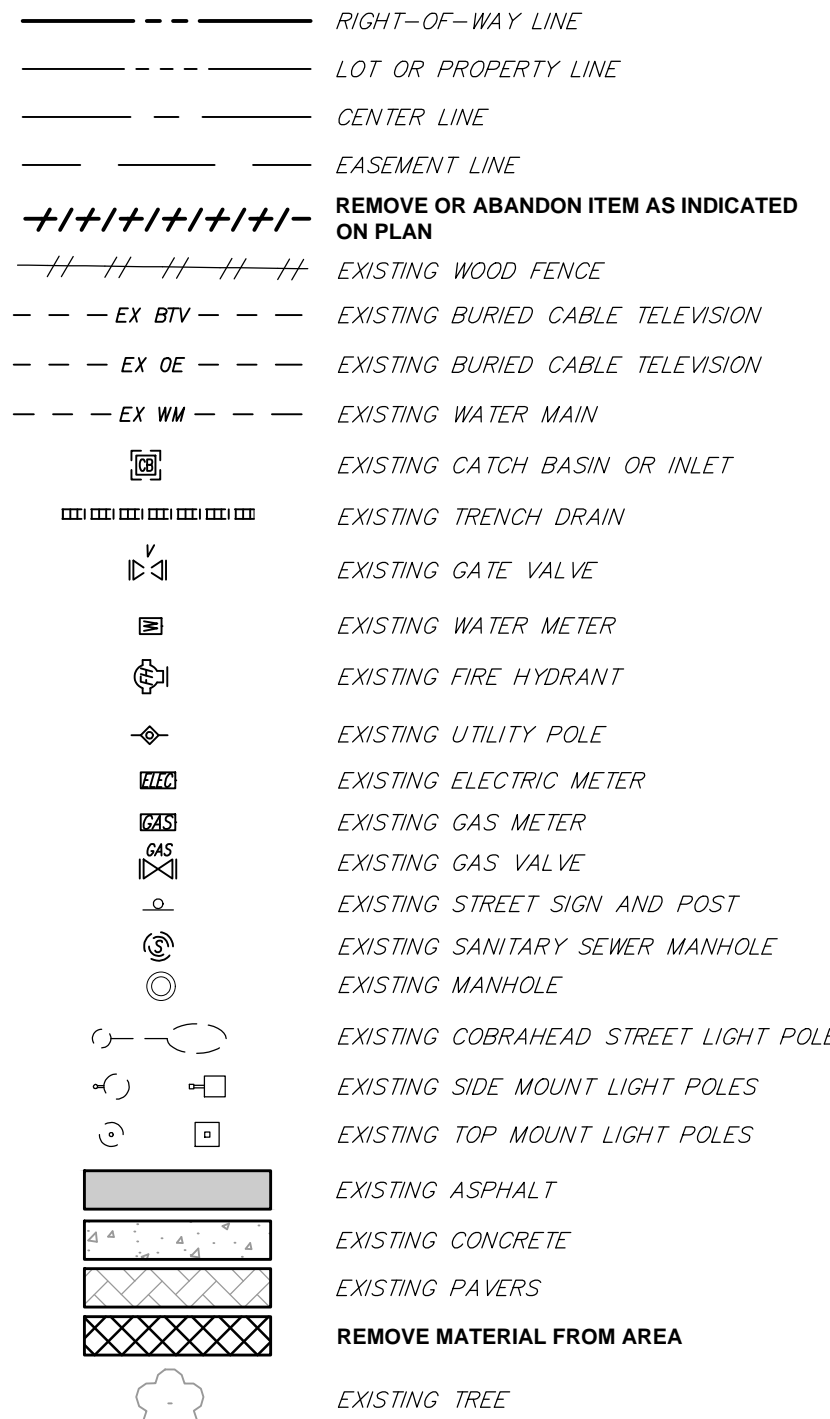 RIGHT-OF-WAY LINE
LOT OR PROPERTY LINE
CENTER LINE
EASEMENT LINE
REMOVE OR ABANDON ITEM AS INDICATED
ON PLAN
EXISTING WOOD FENCE
EX BTV EXISTING BURIED CABLE TELEVISION
EX OE EXISTING BURIED CABLE TELEVISION
EX WM EXISTING WATER MAIN
CB EXISTING CATCH BASIN OR INLET
EXISTING TRENCH DRAIN
V EXISTING GATE VALVE
W EXISTING WATER METER
EXISTING FIRE HYDRANT
EXISTING UTILITY POLE
ELEC EXISTING ELECTRIC METER
GAS EXISTING GAS METER
GAS EXISTING GAS VALVE
EXISTING STREET SIGN AND POST
S EXISTING SANITARY SEWER MANHOLE
EXISTING MANHOLE
EXISTING COBRAHEAD STREET LIGHT POLE
EXISTING SIDE MOUNT LIGHT POLES
EXISTING TOP MOUNT LIGHT POLES
EXISTING ASPHALT
EXISTING CONCRETE
EXISTING PAVERS
REMOVE MATERIAL FROM AREA
EXISTING TREE